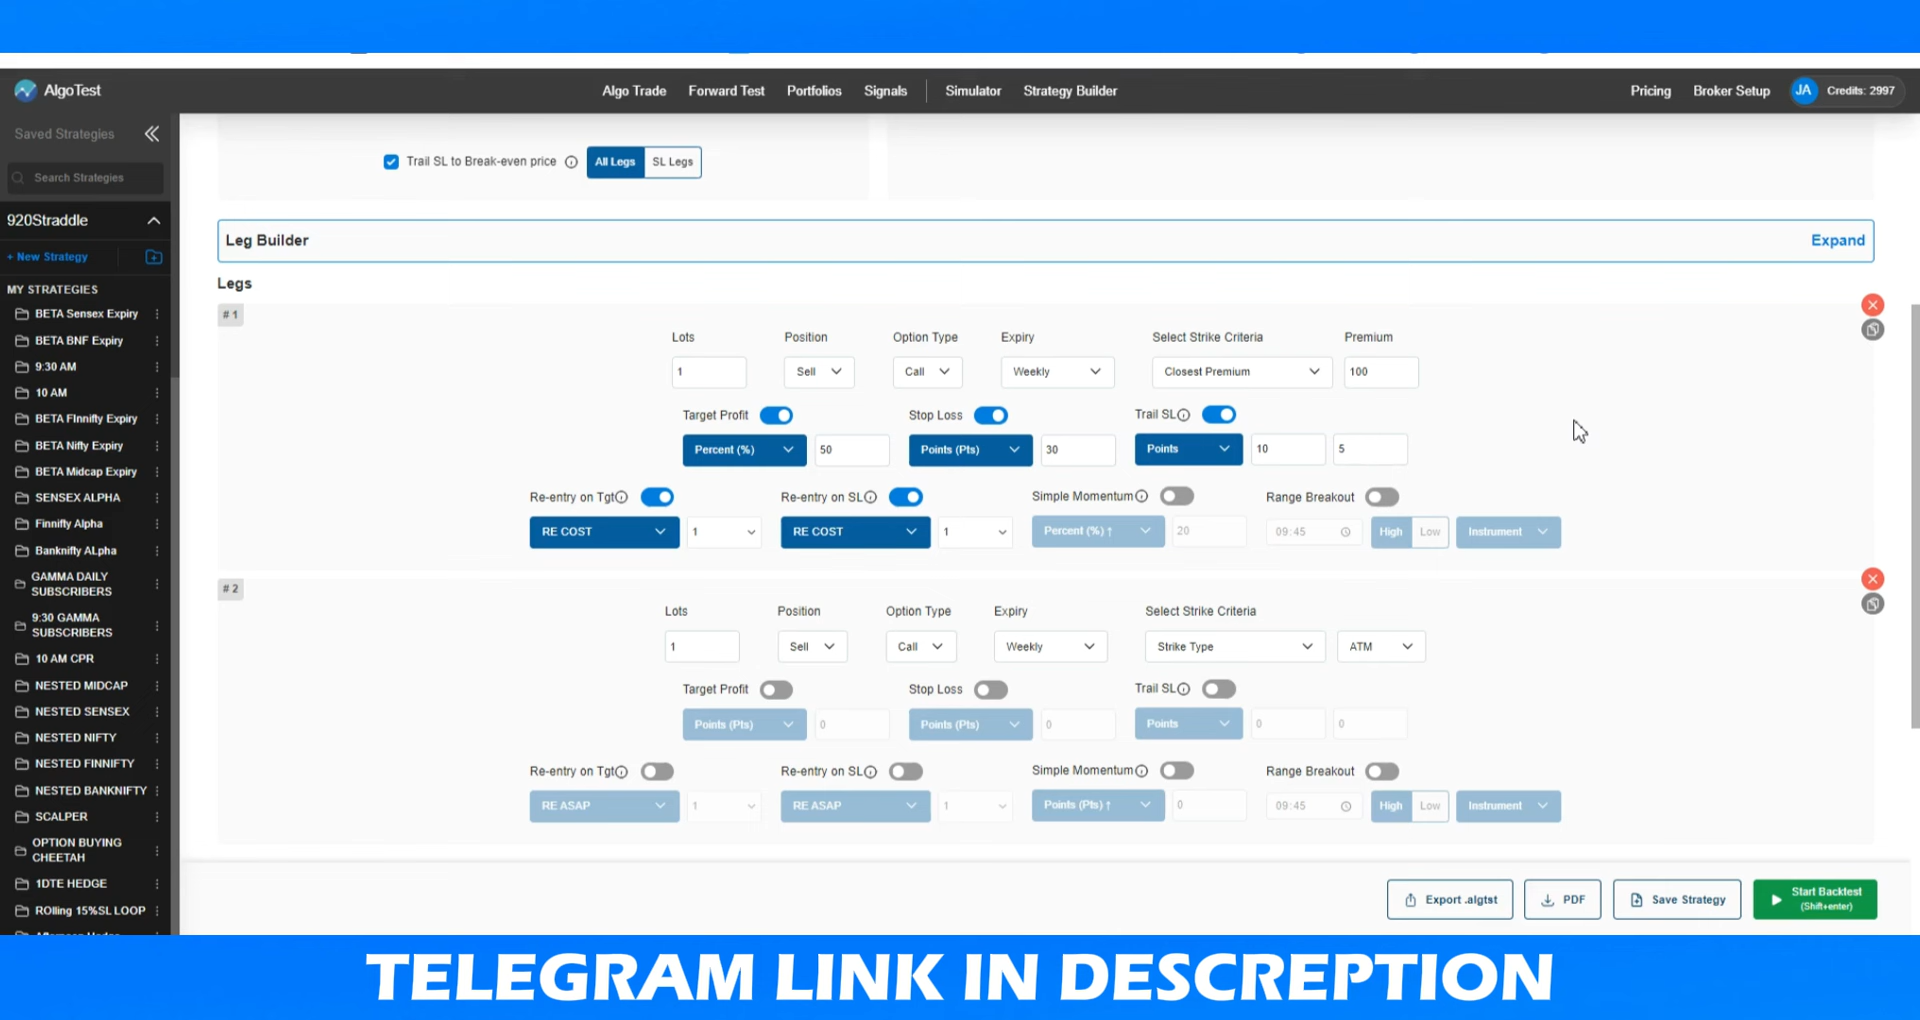 AlgoTest
Algo Trade
Forward Test
Portfolios
Signals
Simulator
Strategy Builder
Pricing
Broker Setup
JA
Credits: 2997
Saved Strategies
Search Strategies
920Straddle
+ New Strategy
MY STRATEGIES
BETA Sensex Expiry
BETA BNF Expiry
9:30 AM
10 AM
BETA FInnifty Expiry
BETA Nifty Expiry
BETA Midcap Expiry
SENSEX ALPHA
Finnifty Alpha
Banknifty ALpha
GAMMA DAILY
SUBSCRIBERS
9:30 GAMMA
SUBSCRIBERS
10 AM CPR
NESTED MIDCAP
NESTED SENSEX
NESTED NIFTY
NESTED FINNIFTY
NESTED BANKNIFTY
SCALPER
OPTION BUYING
CHEETAH
1DTE HEDGE
ROlling 15%SL LOOP
Trail SL to Break-even price All Legs SL Legs
Leg Builder Expand
Legs
# 1
Lots Position Option Type Expiry Select Strike Criteria Premium
1 Sell Call Weekly Closest Premium 100
Target Profit Stop Loss Trail SL
Percent (%) 50 Points (Pts) 30 Points 10 5
Re-entry on Tgt Re-entry on SL Simple Momentum Range Breakout
RE COST 1 RE COST 1 Percent (%) ↑ 20 09:45 High Low Instrument
# 2
Lots Position Option Type Expiry Select Strike Criteria
1 Sell Call Weekly Strike Type ATM
Target Profit Stop Loss Trail SL
Points (Pts) 0 Points (Pts) 0 Points 0 0
Re-entry on Tgt Re-entry on SL Simple Momentum Range Breakout
RE ASAP 1 RE ASAP 1 Points (Pts) ↑ 0 09:45 High Low Instrument
Export .algtst PDF Save Strategy Start Backtest
(Shift+enter)
TELEGRAM LINK IN DESCREPTION